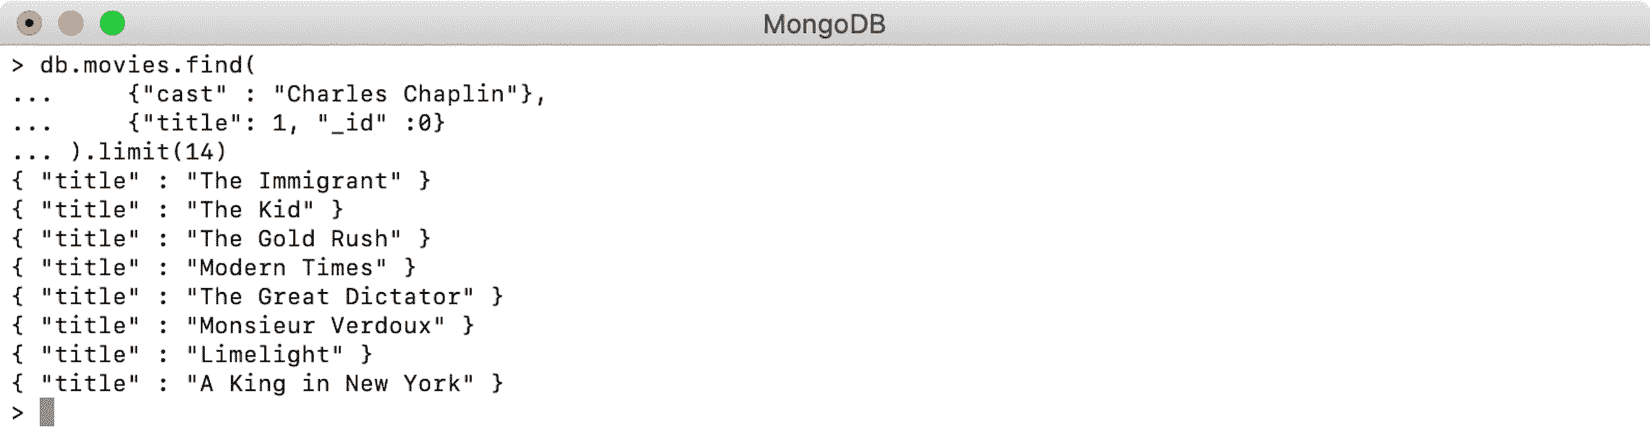 MongoDB
> db.movies.find(
...     {"cast" : "Charles Chaplin"},
...     {"title": 1, "_id" :0}
... ).limit(14)
{ "title" : "The Immigrant" }
{ "title" : "The Kid" }
{ "title" : "The Gold Rush" }
{ "title" : "Modern Times" }
{ "title" : "The Great Dictator" }
{ "title" : "Monsieur Verdoux" }
{ "title" : "Limelight" }
{ "title" : "A King in New York" }
>